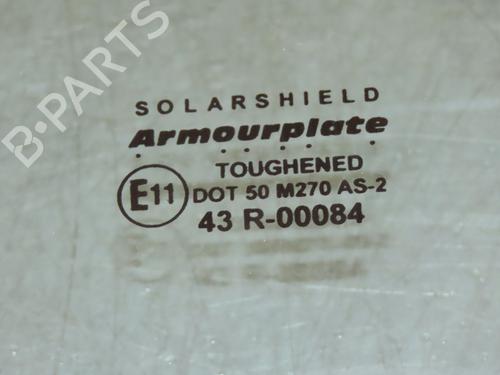 B-PARTS
SOLARSHIELD
Armourplate
TOUGHENED
E11
DOT 50 M270 AS-2
43 R-00084